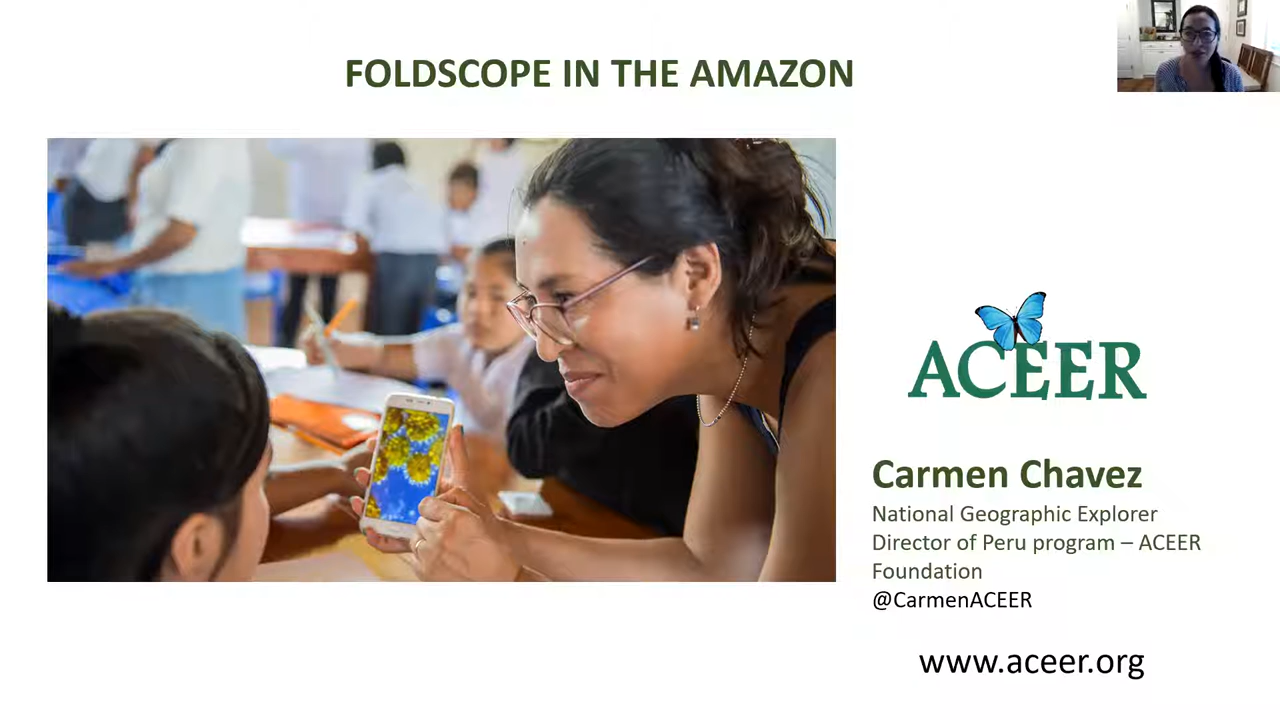 FOLDSCOPE IN THE AMAZON
ACEER
Carmen Chavez
National Geographic Explorer
Director of Peru program – ACEER
Foundation
@CarmenACEER
www.aceer.org